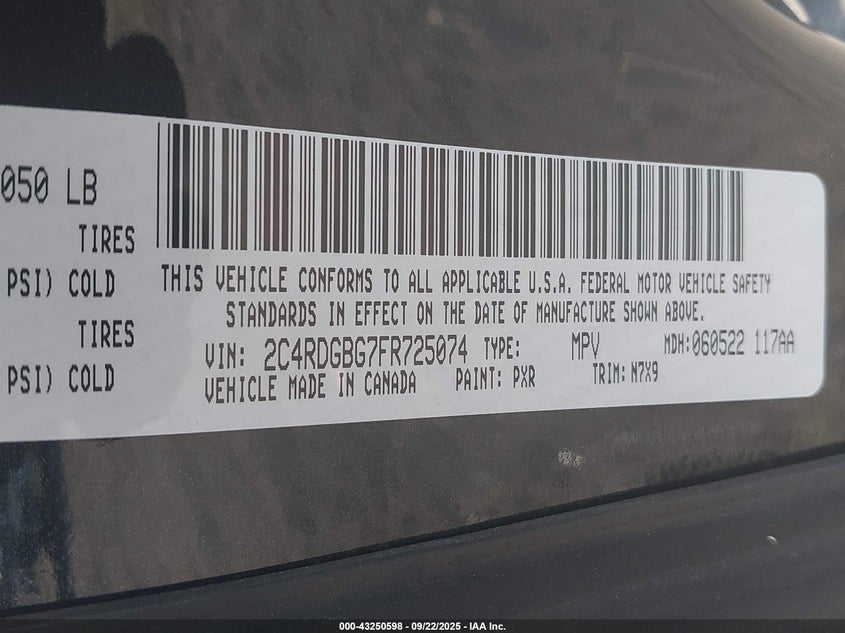 050 LB
TIRES
PSI) COLD
TIRES
PSI) COLD
THIS VEHICLE CONFORMS TO ALL APPLICABLE U.S.A. FEDERAL MOTOR VEHICLE SAFETY
STANDARDS IN EFFECT ON THE DATE OF MANUFACTURE SHOWN ABOVE.
VIN: 2C4RDGBG7FR725074 TYPE: MPV MDH: 060522 117AA
VEHICLE MADE IN CANADA PAINT: PXR TRIM: N7X9
000-43250598 - 09/22/2025 - IAA Inc.